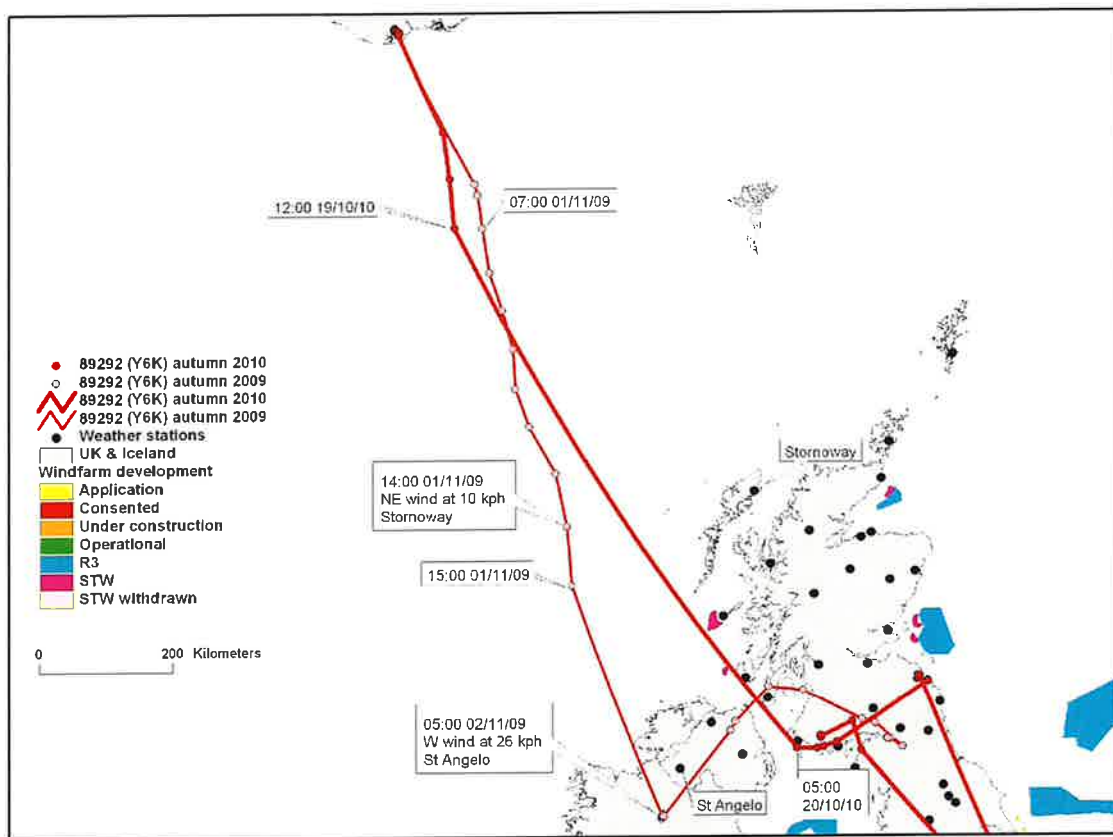 12:00 19/10/10
07:00 01/11/09
89292 (Y6K) autumn 2010
89292 (Y6K) autumn 2009
89292 (Y6K) autumn 2010
89292 (Y6K) autumn 2009
Weather stations
UK & Iceland
Windfarm development
Application
Consented
Under construction
Operational
R3
STW
STW withdrawn
0 200 Kilometers
Stornoway
14:00 01/11/09
NE wind at 10 kph
Stornoway
15:00 01/11/09
05:00 02/11/09
W wind at 26 kph
St Angelo
St Angelo
05:00
20/10/10